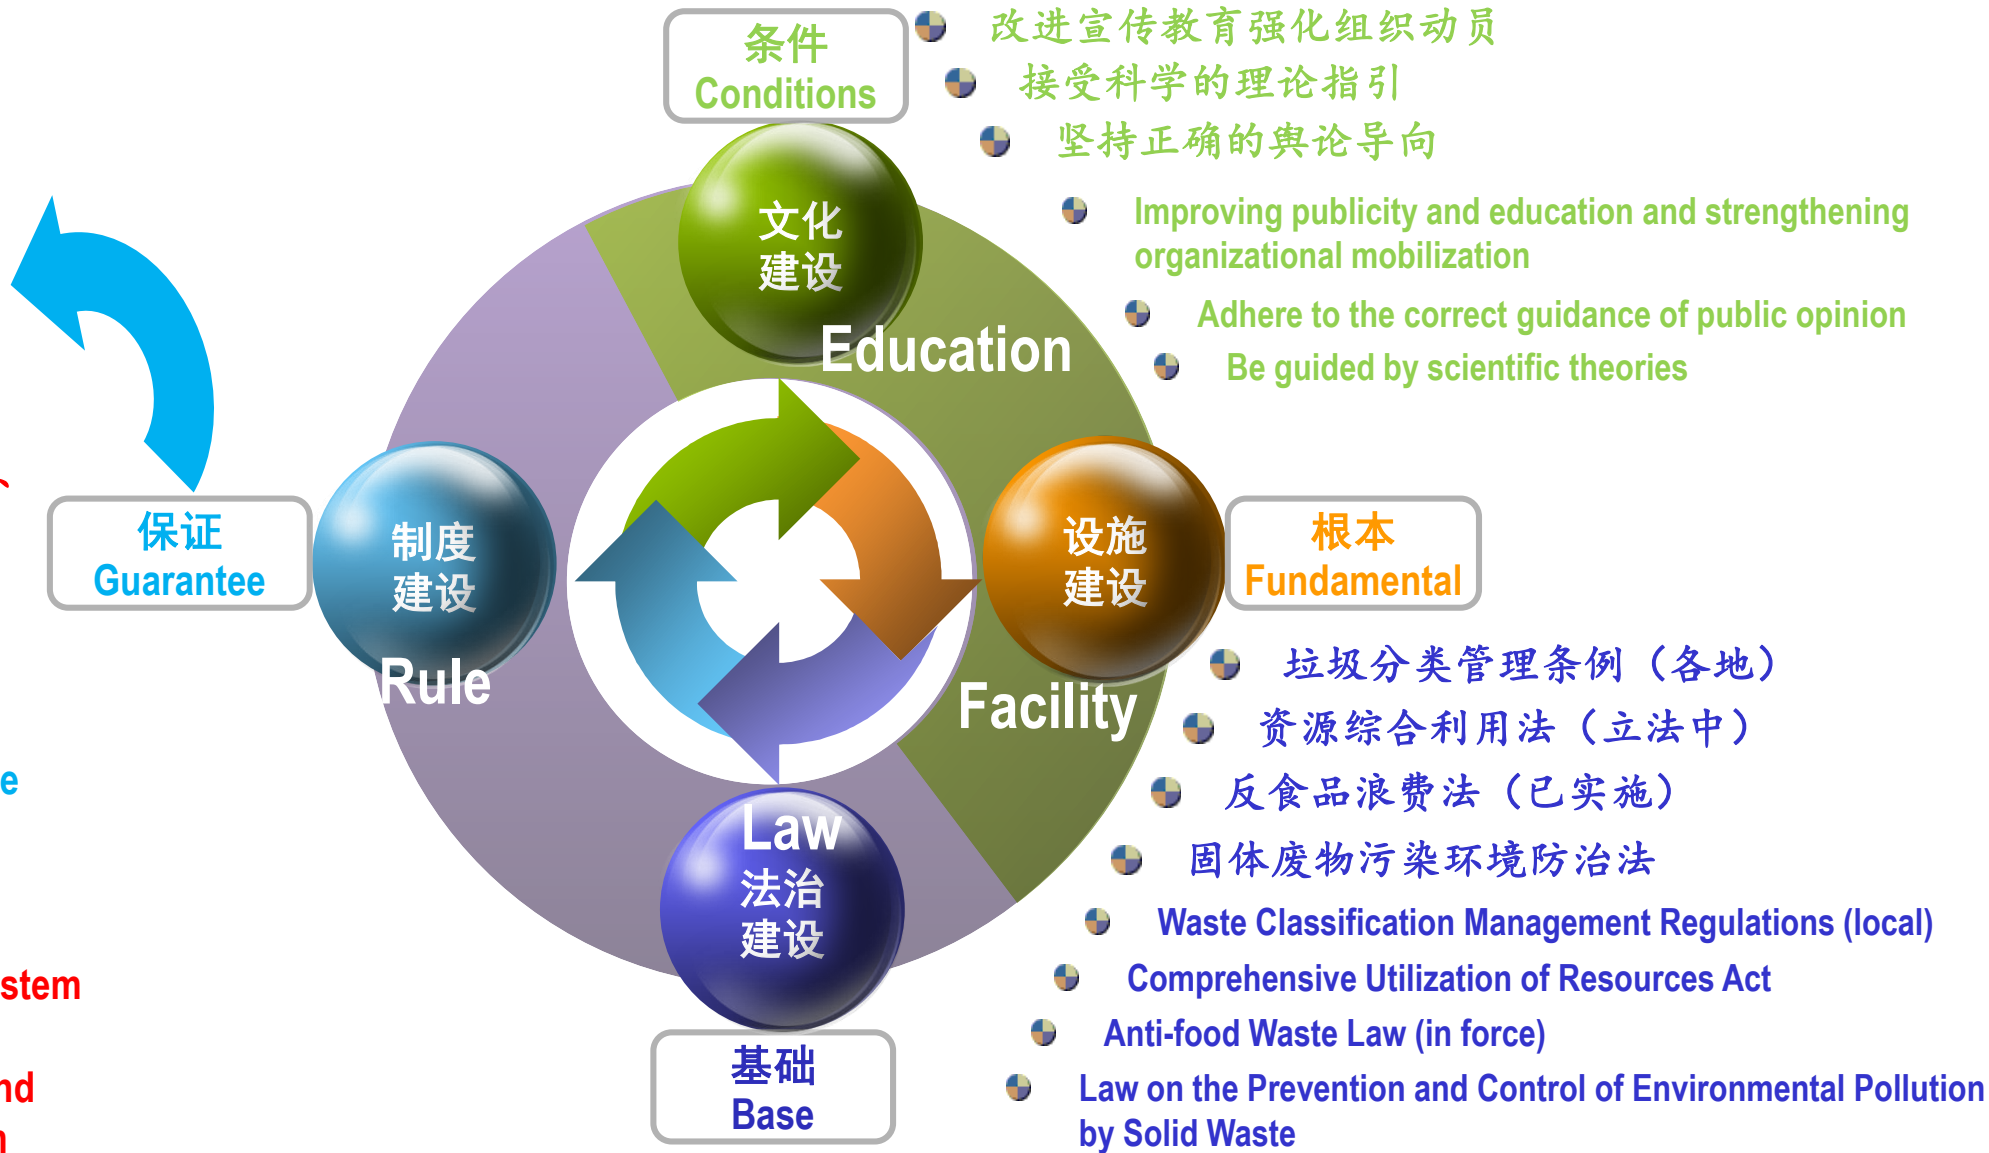 条件
Conditions
改进宣传教育强化组织动员
接受科学的理论指引
坚持正确的舆论导向
Improving publicity and education and strengthening
organizational mobilization
Adhere to the correct guidance of public opinion
Be guided by scientific theories
文化
建设
Education
保证
Guarantee
制度
建设
Rule
设施
建设
Facility
根本
Fundamental
垃圾分类管理条例（各地）
资源综合利用法（立法中）
反食品浪费法（已实施）
固体废物污染环境防治法
Waste Classification Management Regulations (local)
Comprehensive Utilization of Resources Act
Anti-food Waste Law (in force)
Law on the Prevention and Control of Environmental Pollution
by Solid Waste
Law
法治
建设
基础
Base